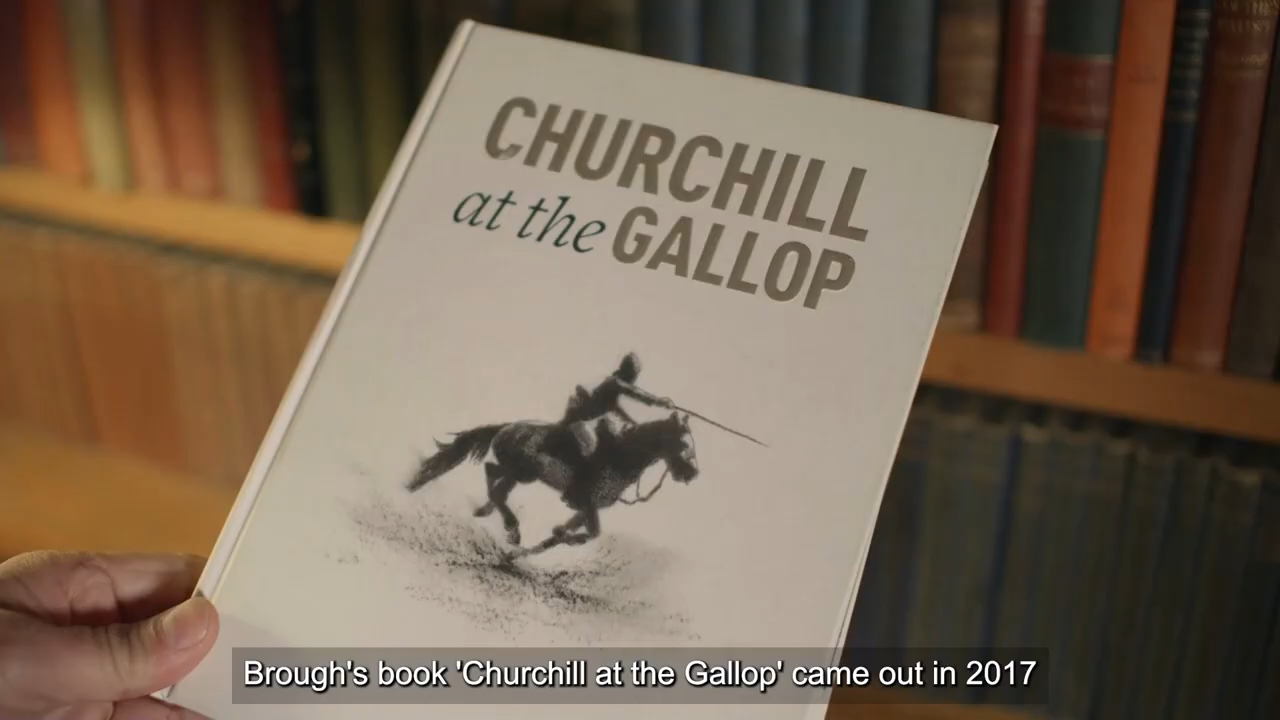 CHURCHILL
at the GALLOP
Brough's book 'Churchill at the Gallop' came out in 2017